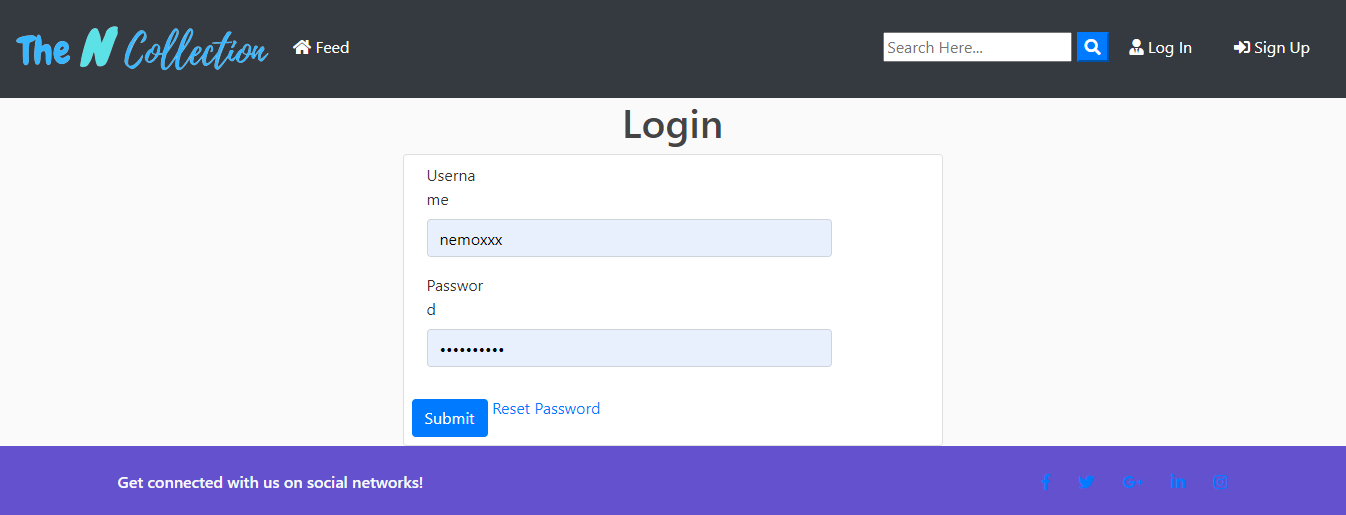 The N Collection
Feed
Search Here...
Log In
Sign Up
Login
Userna
me
nemoxxx
Passwor
d
••••••••••
Submit
Reset Password
Get connected with us on social networks!